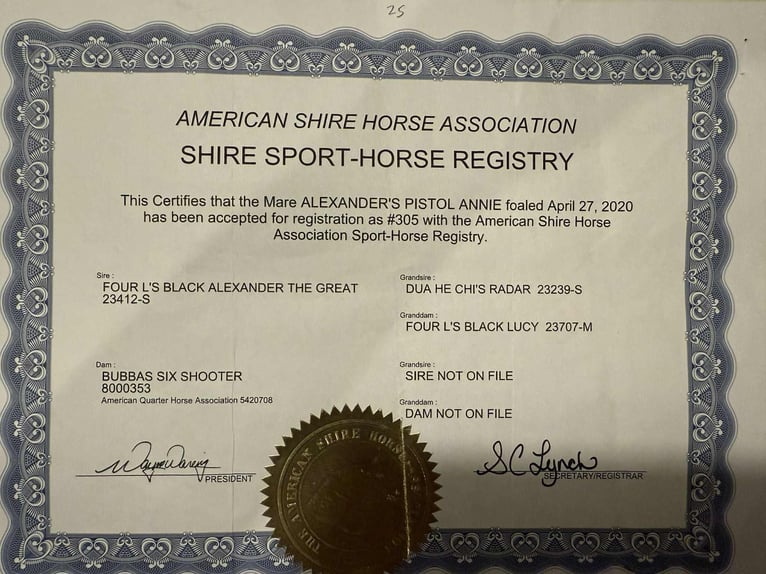 25
AMERICAN SHIRE HORSE ASSOCIATION
SHIRE SPORT-HORSE REGISTRY
This Certifies that the Mare ALEXANDER'S PISTOL ANNIE foaled April 27, 2020
has been accepted for registration as #305 with the American Shire Horse
Association Sport-Horse Registry.
Sire :
FOUR L'S BLACK ALEXANDER THE GREAT
23412-S
Grandsire :
DUA HE CHI'S RADAR 23239-S
Granddam :
FOUR L'S BLACK LUCY 23707-M
Dam :
BUBBAS SIX SHOOTER
8000353
American Quarter Horse Association 5420708
Grandsire :
SIRE NOT ON FILE
Granddam :
DAM NOT ON FILE
PRESIDENT
S C Lynch
SECRETARY/REGISTRAR
THE AMERICAN SHIRE HORSE